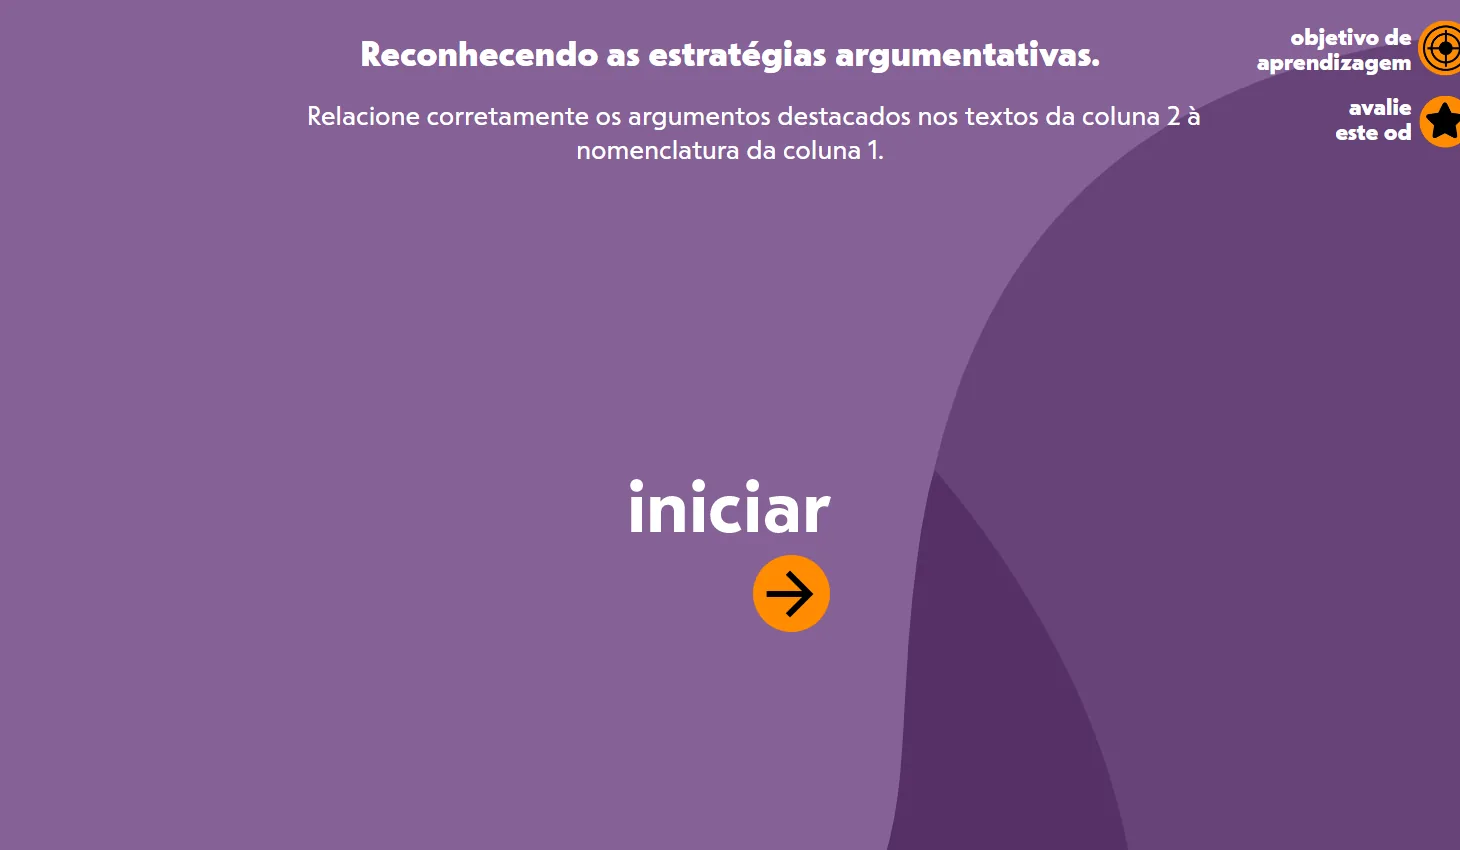 Reconhecendo as estratégias argumentativas.
Relacione corretamente os argumentos destacados nos textos da coluna 2 à
nomenclatura da coluna 1.
objetivo de
aprendizagem
avalie
este od
iniciar